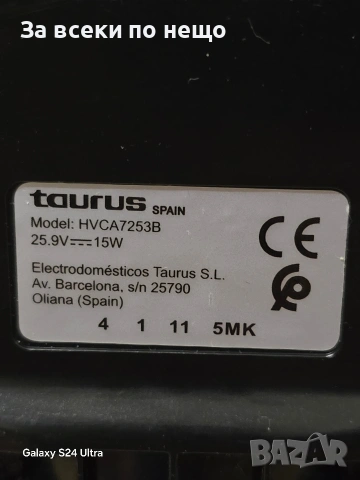 За всеки по нещо
taurus SPAIN
Model: HVCA7253B
25.9V⎓15W
Electrodomésticos Taurus S.L.
Av. Barcelona, s/n 25790
Oliana (Spain)
4 1 11 5MK
CE
Galaxy S24 Ultra
bazar